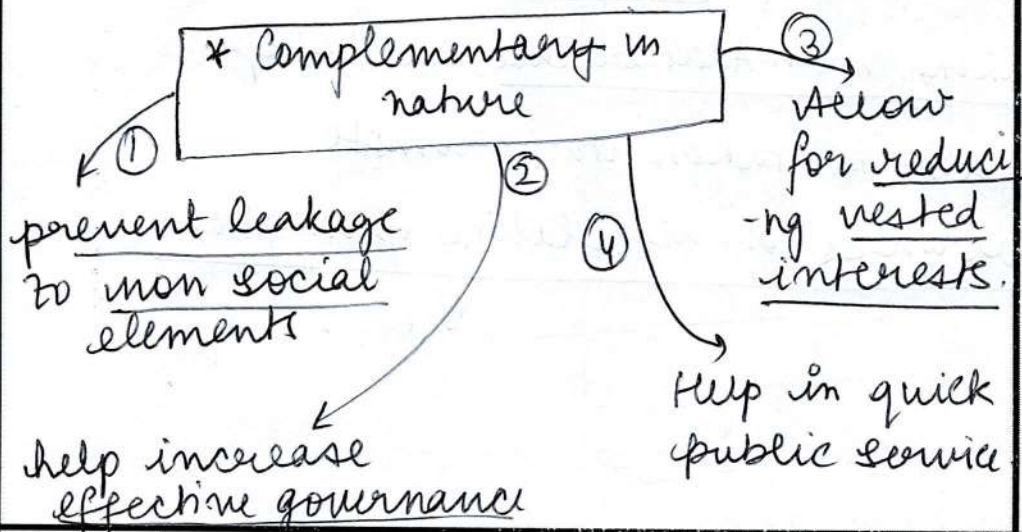 * Complementary in
nature
①
prevent leakage
to non social
elements
②
help increase
effective governance
③
Allow
for reduci
-ng vested
interests.
④
Help in quick
public service